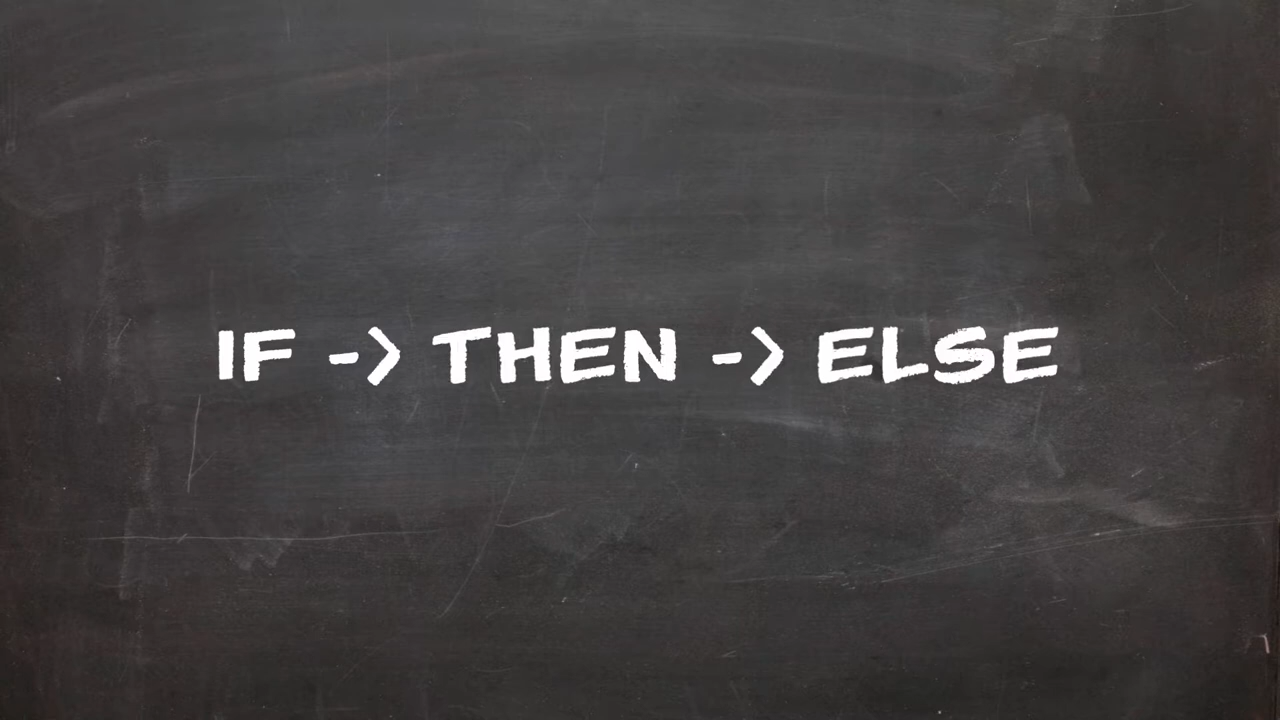 IF -> THEN -> ELSE